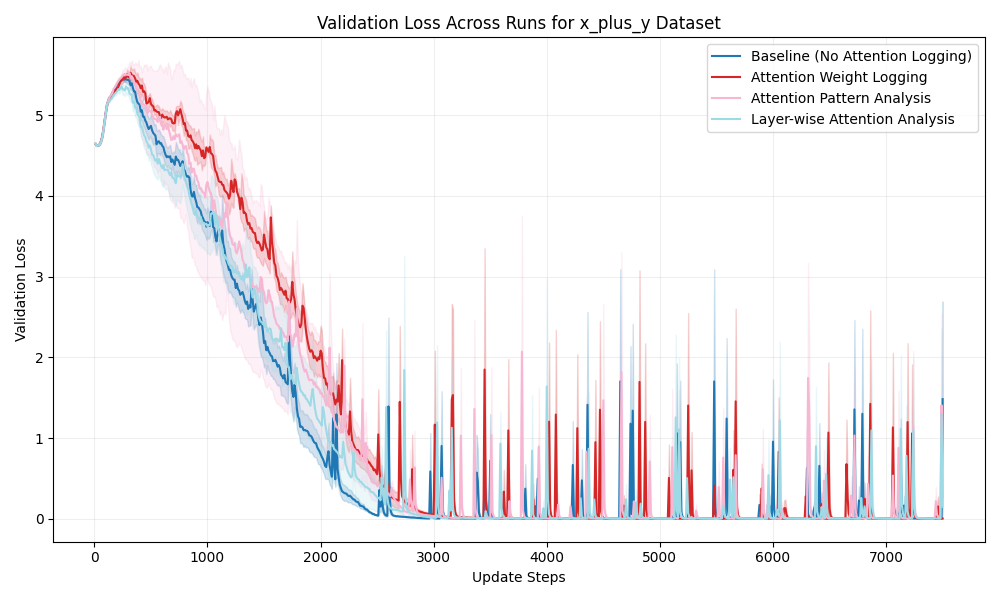 Validation Loss Across Runs for x_plus_y Dataset
Baseline (No Attention Logging)
Attention Weight Logging
Attention Pattern Analysis
Layer-wise Attention Analysis
Validation Loss
5
4
3
2
1
0
0 1000 2000 3000 4000 5000 6000 7000
Update Steps